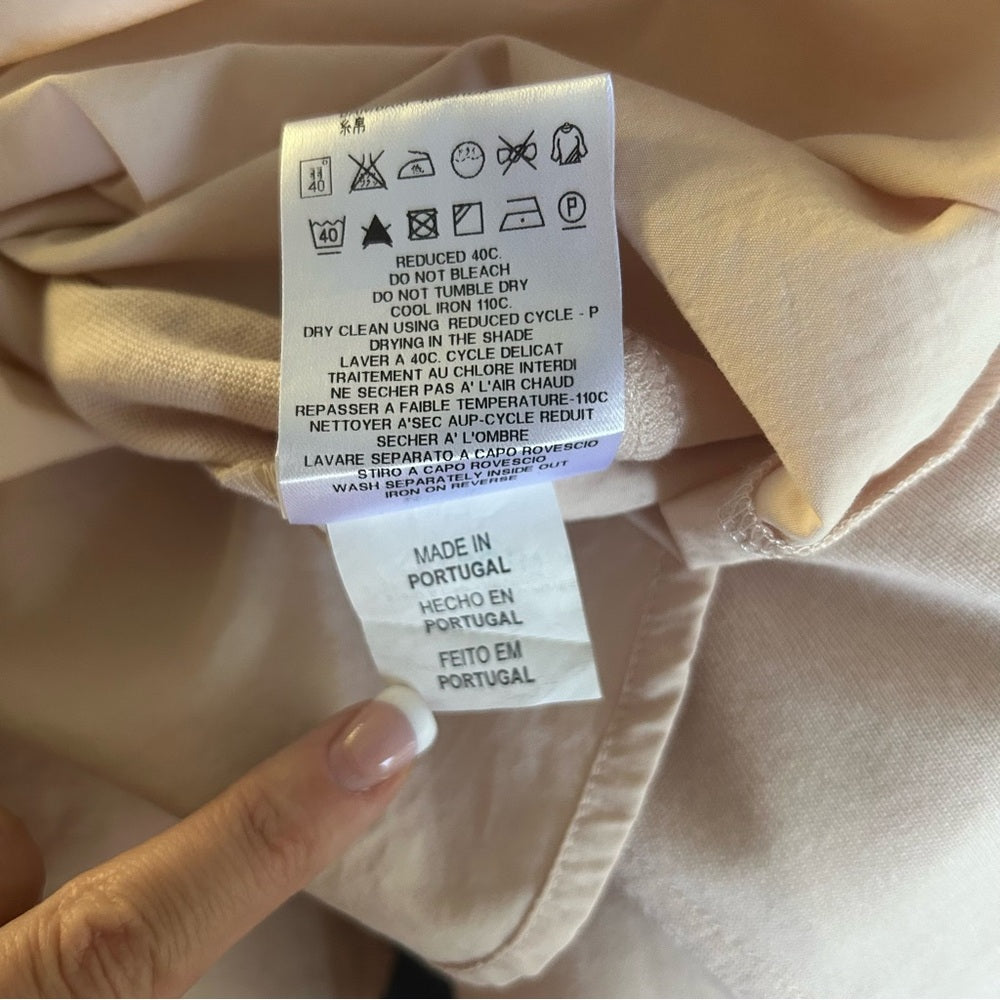 40
40
P
REDUCED 40C.
DO NOT BLEACH
DO NOT TUMBLE DRY
COOL IRON 110C.
DRY CLEAN USING REDUCED CYCLE - P
DRYING IN THE SHADE
LAVER A 40C. CYCLE DELICAT
TRAITEMENT AU CHLORE INTERDI
NE SECHER PAS A' L'AIR CHAUD
REPASSER A FAIBLE TEMPERATURE-110C
NETTOYER A'SEC AUP-CYCLE REDUIT
SECHER A' L'OMBRE
LAVARE SEPARATO A CAPO ROVESCIO
STIRO A CAPO ROVESCIO
WASH SEPARATELY INSIDE OUT
IRON ON REVERSE
MADE IN
PORTUGAL
HECHO EN
PORTUGAL
FEITO EM
PORTUGAL